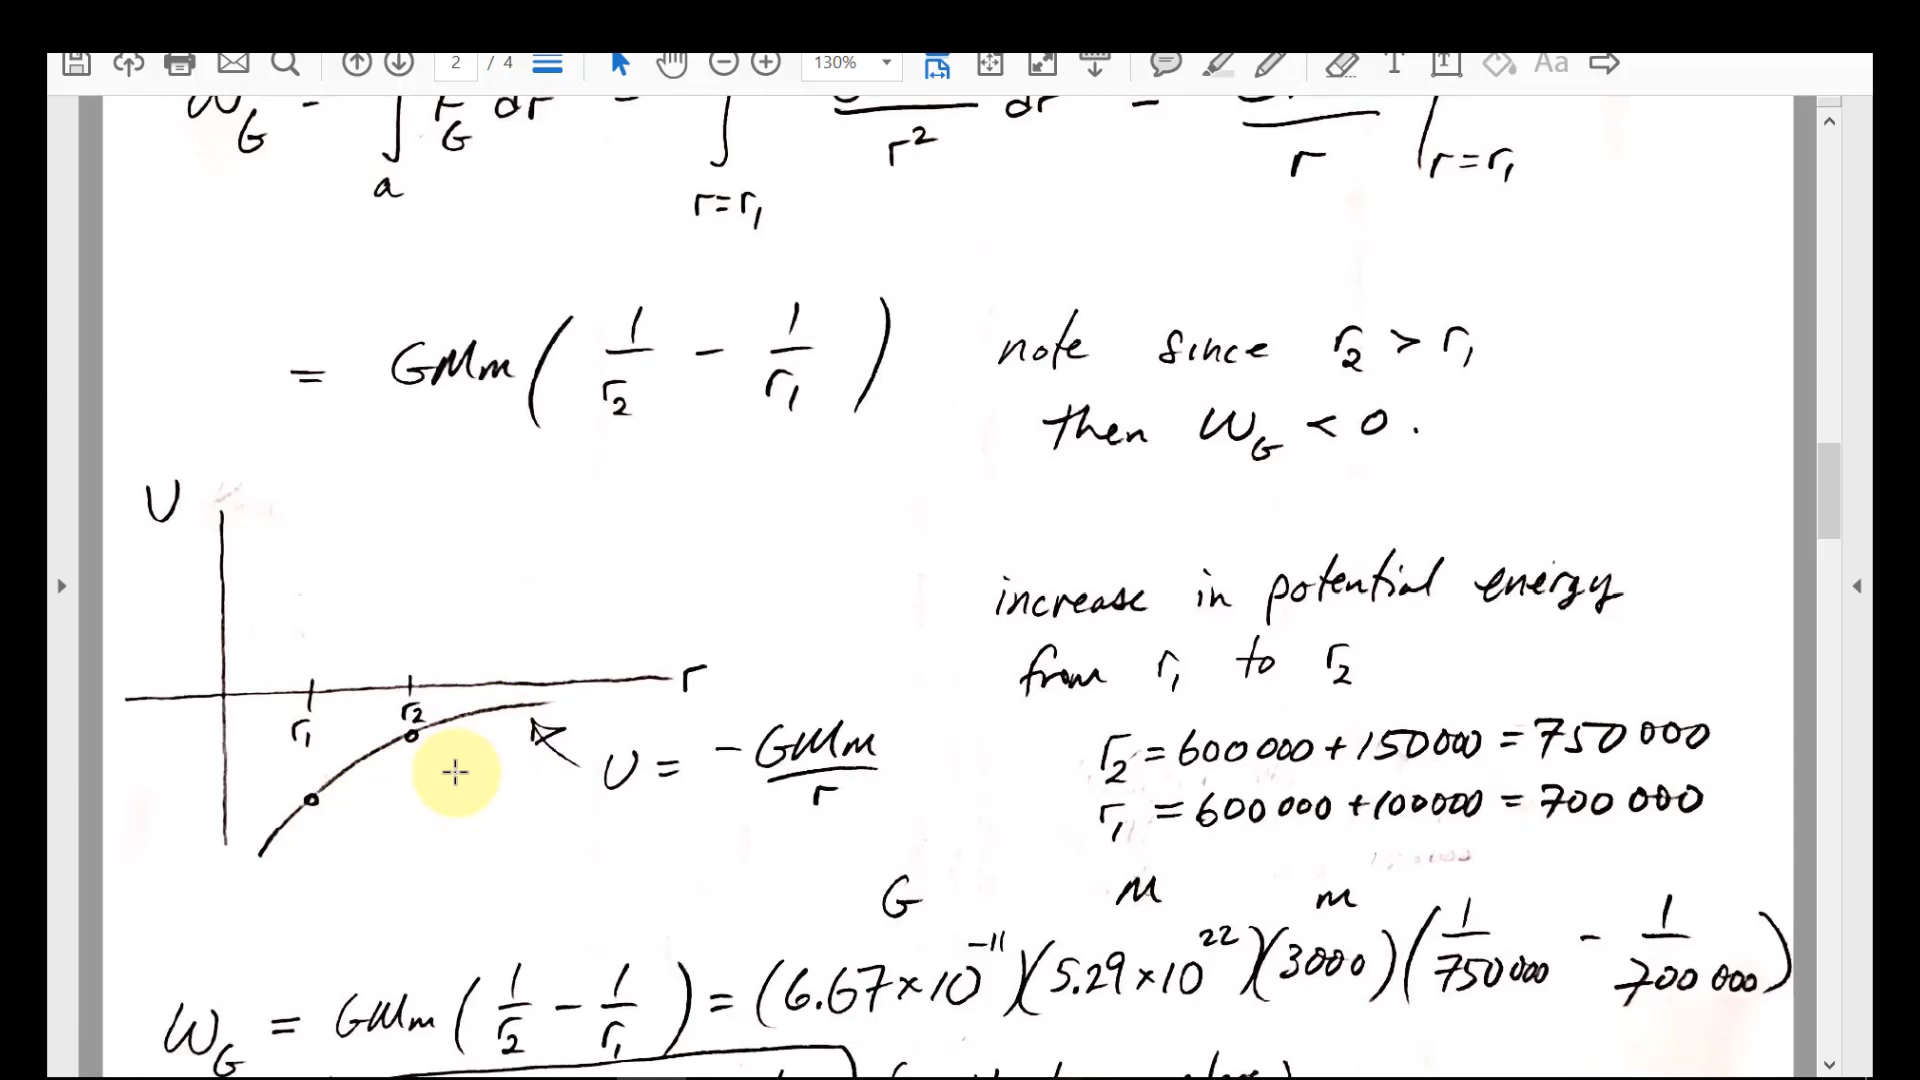 2 / 4 130%
W_G - ∫_a F_G dr - ∫_{r=r₁} / r² dr - / r |_{r=r₁}
= GMm ( 1/r₂ - 1/r₁ ) note since r₂ > r₁
then W_G < 0 .
U
increase in potential energy
from r₁ to r₂
r
r₁ r₂
U = -GMm/r
r₂ = 600 000 + 150 000 = 750 000
r₁ = 600 000 + 100 000 = 700 000
G M m
W_G = GMm ( 1/r₂ - 1/r₁ ) = (6.67×10⁻¹¹)(5.29×10²²)(3000)( 1/750 000 - 1/700 000 )